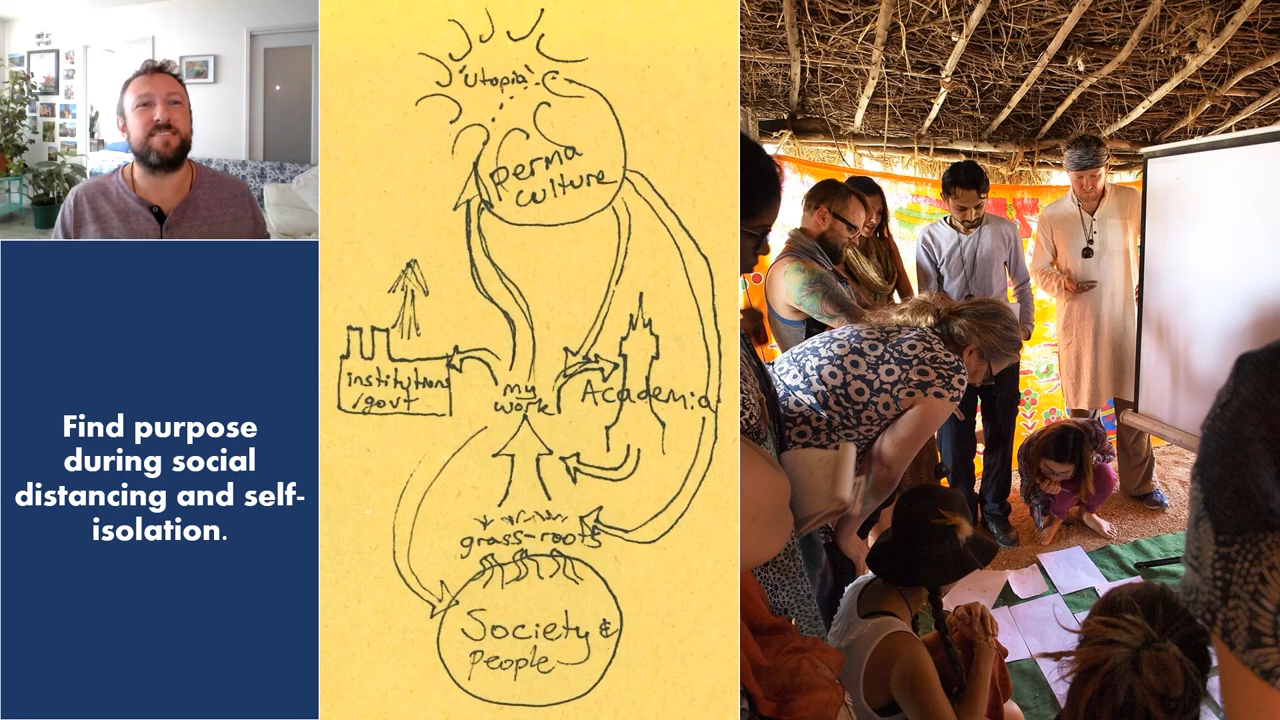 Find purpose
during social
distancing and self-
isolation.
"Utopia"
perma
culture
institutions
/govt
my
work
Academia
grass-roots
Society &
people